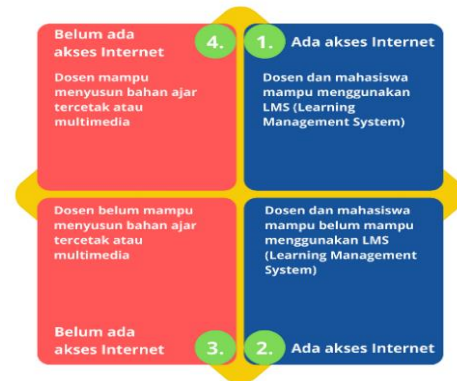 Belum ada
akses Internet
4.
Dosen mampu
menyusun bahan ajar
tercetak atau
multimedia
1.
Ada akses Internet
Dosen dan mahasiswa
mampu menggunakan
LMS (Learning
Management System)
Dosen belum mampu
menyusun bahan ajar
tercetak atau
multimedia
Belum ada
akses Internet
3.
Dosen dan mahasiswa
mampu belum mampu
menggunakan LMS
(Learning Management
System)
2.
Ada akses Internet